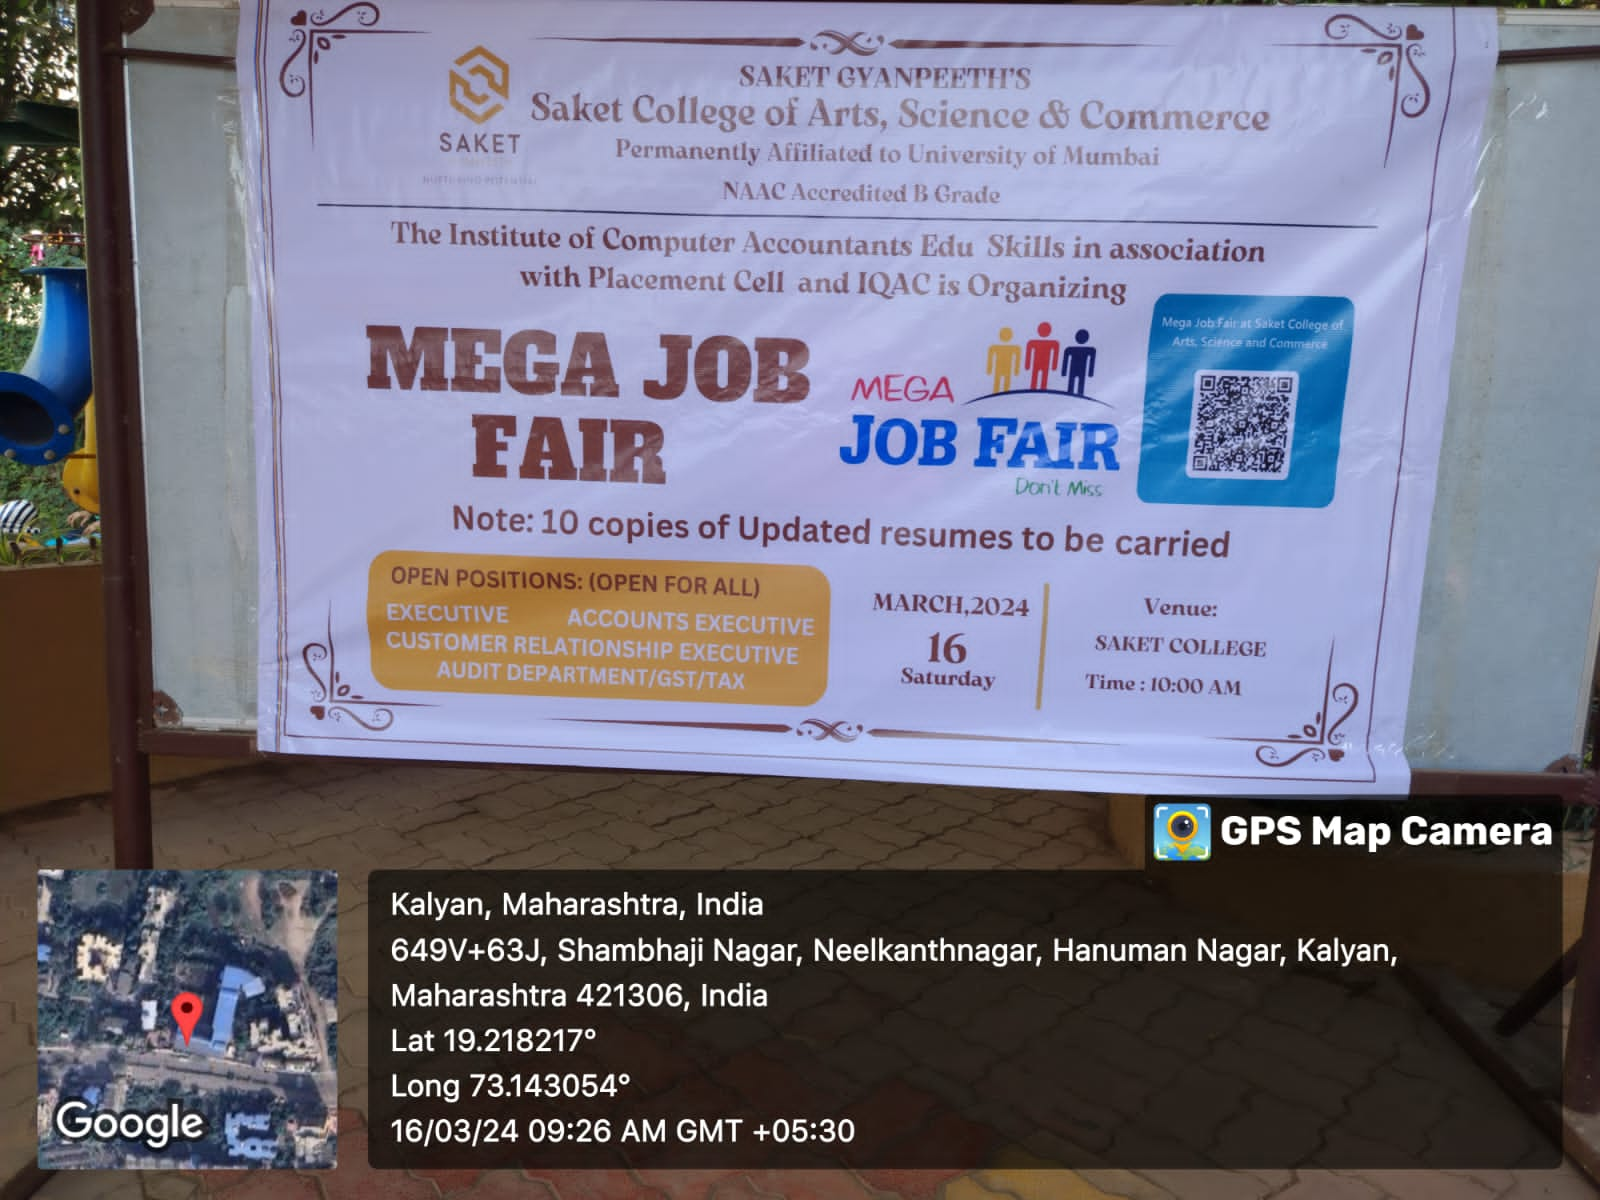 SAKET GYANPEETH'S
Saket College of Arts, Science & Commerce
Permanently Affiliated to University of Mumbai
NAAC Accredited B Grade
SAKET
NURTURING POTENTIAL
The Institute of Computer Accountants Edu Skills in association
with Placement Cell and IQAC is Organizing
MEGA JOB
FAIR
MEGA
JOB FAIR
Don't Miss
Mega Job Fair at Saket College of
Arts, Science and Commerce
Note: 10 copies of Updated resumes to be carried
OPEN POSITIONS: (OPEN FOR ALL)
EXECUTIVE ACCOUNTS EXECUTIVE
CUSTOMER RELATIONSHIP EXECUTIVE
AUDIT DEPARTMENT/GST/TAX
MARCH,2024
16
Saturday
Venue:
SAKET COLLEGE
Time : 10:00 AM
GPS Map Camera
Kalyan, Maharashtra, India
649V+63J, Shambhaji Nagar, Neelkanthnagar, Hanuman Nagar, Kalyan,
Maharashtra 421306, India
Lat 19.218217°
Long 73.143054°
16/03/24 09:26 AM GMT +05:30
Google